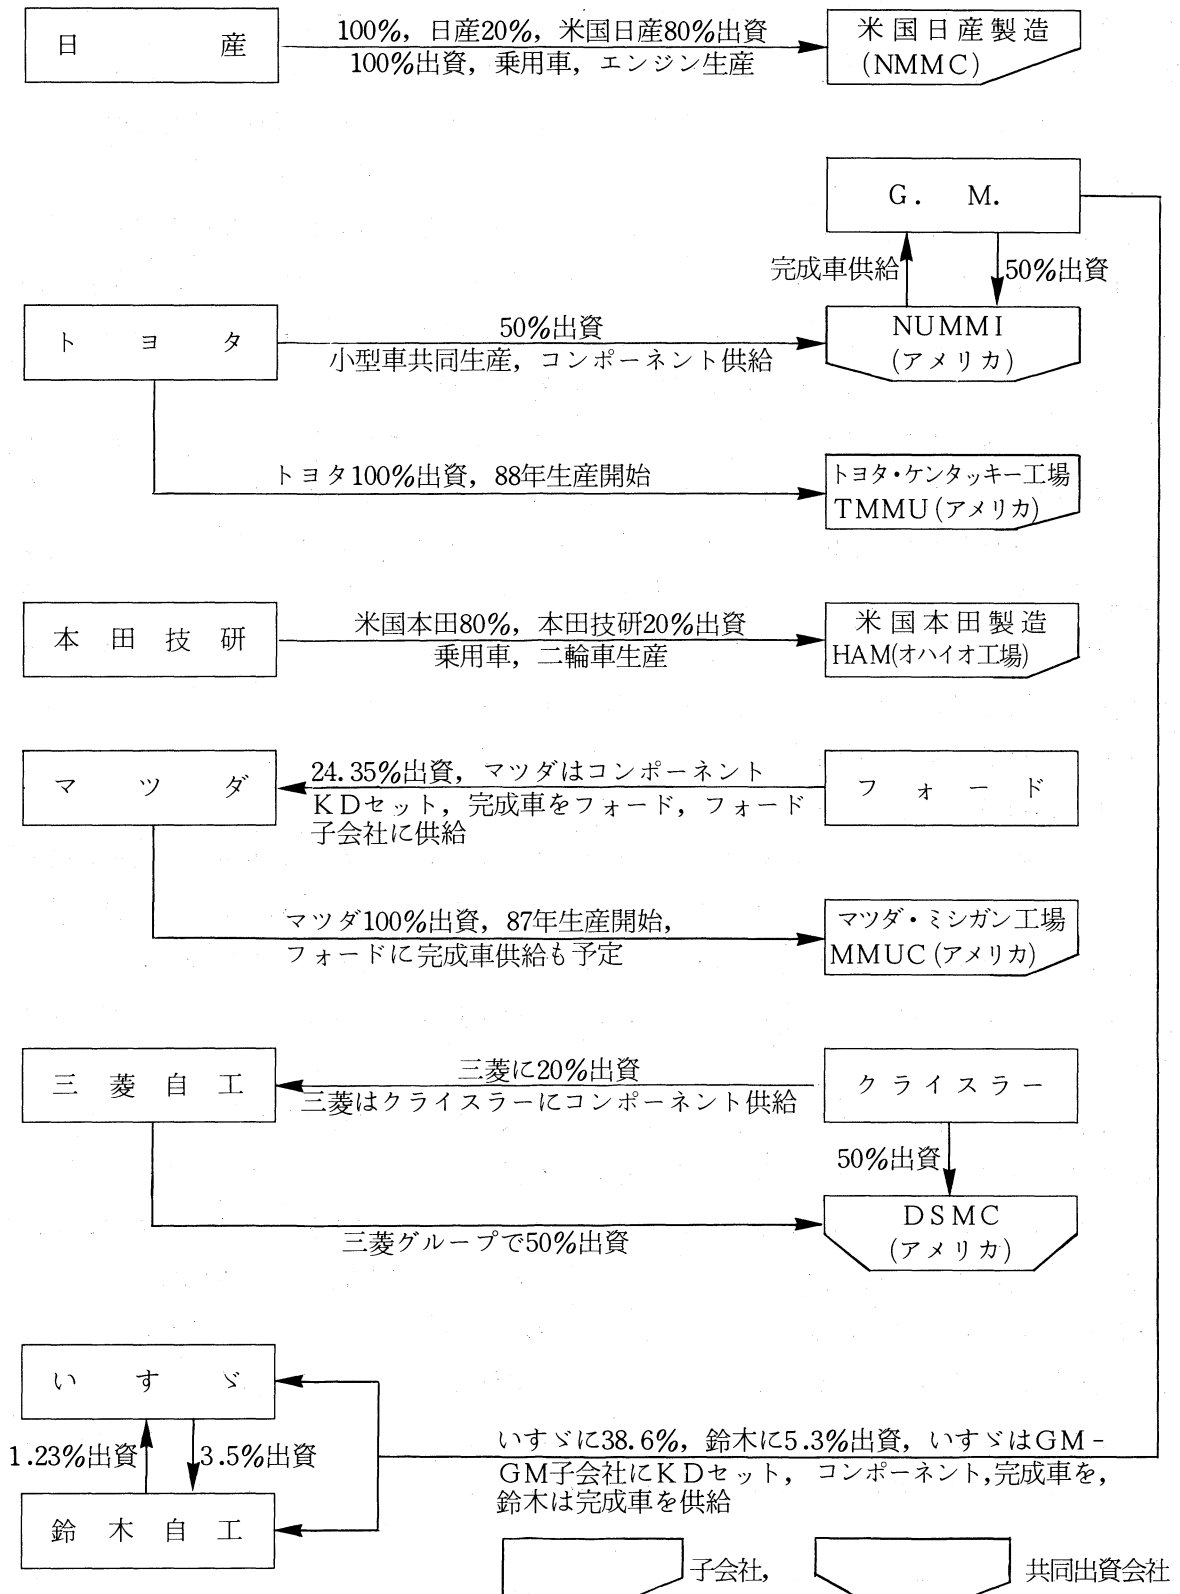 日産
100%，日産20%，米国日産80%出資
100%出資，乗用車，エンジン生産
米国日産製造
(NMMC)
G． M．
完成車供給
50%出資
トヨタ
50%出資
小型車共同生産，コンポーネント供給
NUMMI
(アメリカ)
トヨタ100%出資，88年生産開始
トヨタ・ケンタッキー工場
TMMU(アメリカ)
本田技研
米国本田80%，本田技研20%出資
乗用車，二輪車生産
米国本田製造
HAM(オハイオ工場)
マツダ
24.35%出資，マツダはコンポーネント
KDセット，完成車をフォード，フォード
子会社に供給
フォード
マツダ100%出資，87年生産開始，
フォードに完成車供給も予定
マツダ・ミシガン工場
MMUC(アメリカ)
三菱自工
三菱に20%出資
三菱はクライスラーにコンポーネント供給
クライスラー
50%出資
三菱グループで50%出資
DSMC
(アメリカ)
いすゞ
1.23%出資
3.5%出資
鈴木自工
いすゞに38.6%，鈴木に5.3%出資，いすゞはGM-
GM子会社にKDセット， コンポーネント，完成車を，
鈴木は完成車を供給
子会社，
共同出資会社